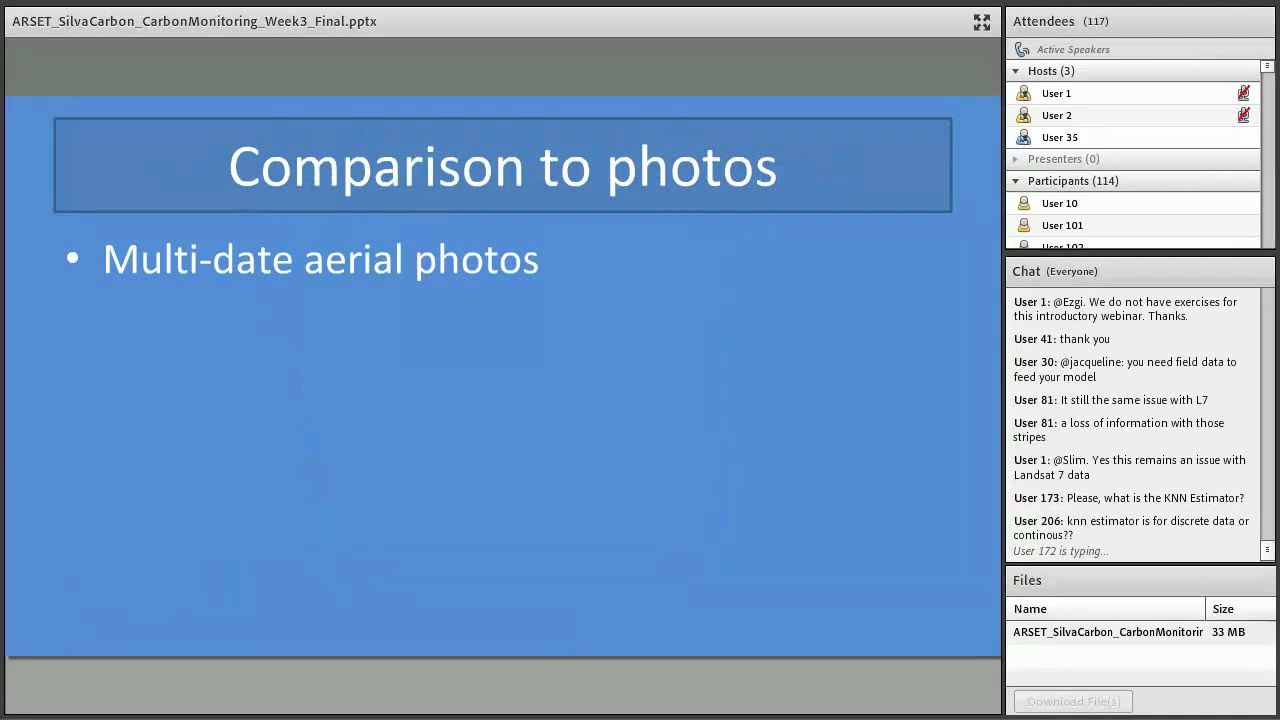 ARSET_SilvaCarbon_CarbonMonitoring_Week3_Final.pptx
Comparison to photos
• Multi-date aerial photos
Attendees (117)
Active Speakers
Hosts (3)
User 1
User 2
User 35
Presenters (0)
Participants (114)
User 10
User 101
User 102
Chat (Everyone)
User 1: @Ezgi. We do not have exercises for
this introductory webinar. Thanks.
User 41: thank you
User 30: @jacqueline: you need field data to
feed your model
User 81: It still the same issue with L7
User 81: a loss of information with those
stripes
User 1: @Slim. Yes this remains an issue with
Landsat 7 data
User 173: Please, what is the KNN Estimator?
User 206: knn estimator is for discrete data or
continous??
User 172 is typing...
Files
Name Size
ARSET_SilvaCarbon_CarbonMonitorir 33 MB
Download File(s)